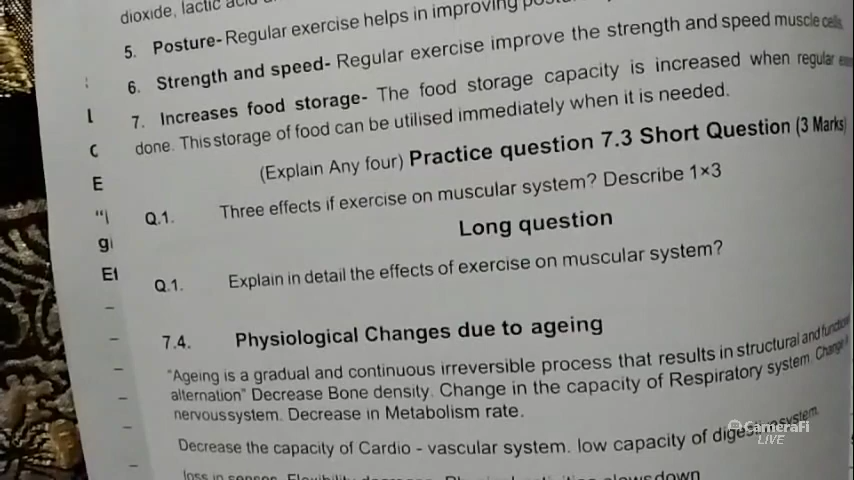 dioxide, lactic acid
5. Posture- Regular exercise helps in improving
6. Strength and speed- Regular exercise improve the strength and speed muscle cells.
7. Increases food storage- The food storage capacity is increased when regular
done. This storage of food can be utilised immediately when it is needed.
(Explain Any four) Practice question 7.3 Short Question (3 Marks)
Q.1. Three effects if exercise on muscular system? Describe 1×3
Long question
Q.1. Explain in detail the effects of exercise on muscular system?
7.4. Physiological Changes due to ageing
"Ageing is a gradual and continuous irreversible process that results in structural and
alternation" Decrease Bone density. Change in the capacity of Respiratory system. Change
nervous system. Decrease in Metabolism rate.
Decrease the capacity of Cardio - vascular system. low capacity of digestive system.
CameraFi
LIVE